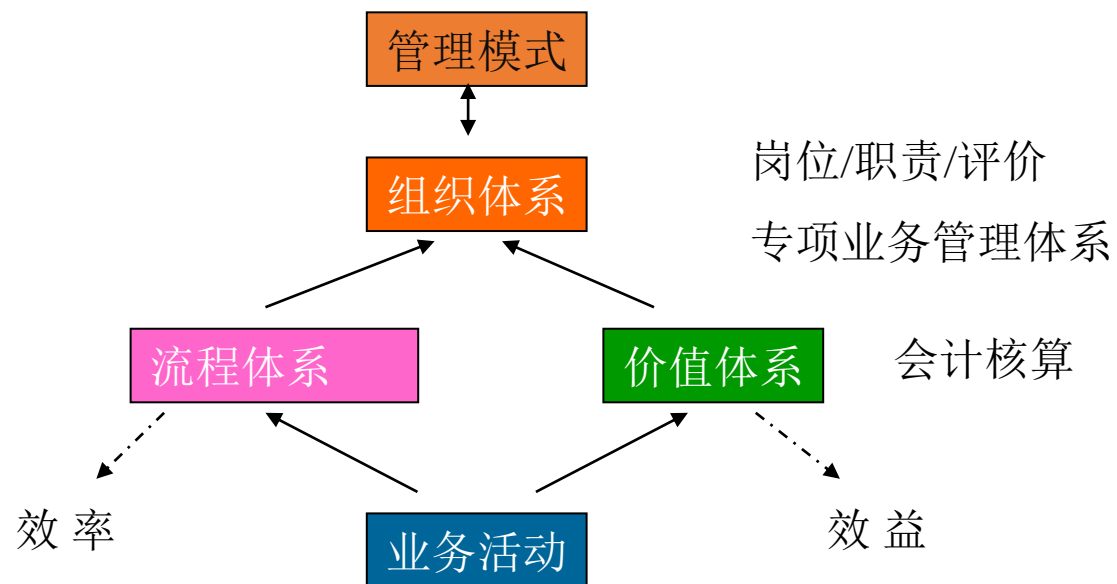 管理模式
组织体系
岗位/职责/评价
专项业务管理体系
流程体系
价值体系
会计核算
效 率
业务活动
效 益